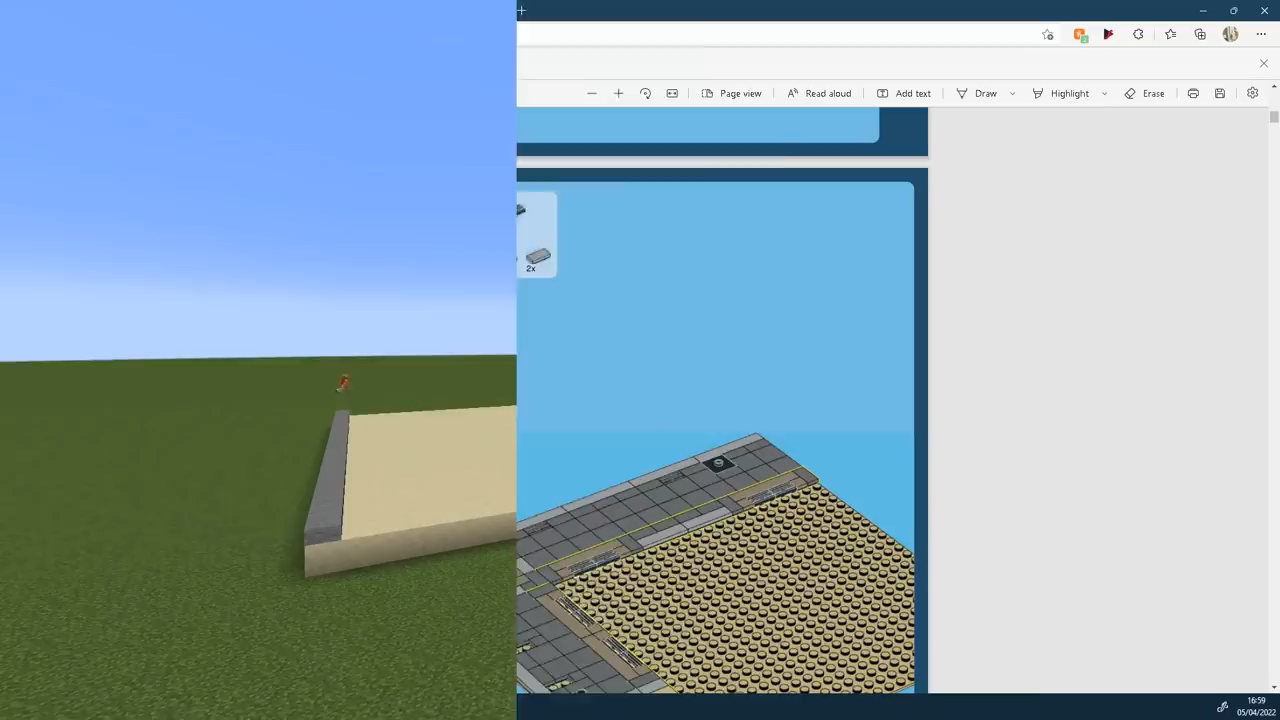 Page view
Read aloud
Add text
Draw
Highlight
Erase
2x
16:59
05/04/2022